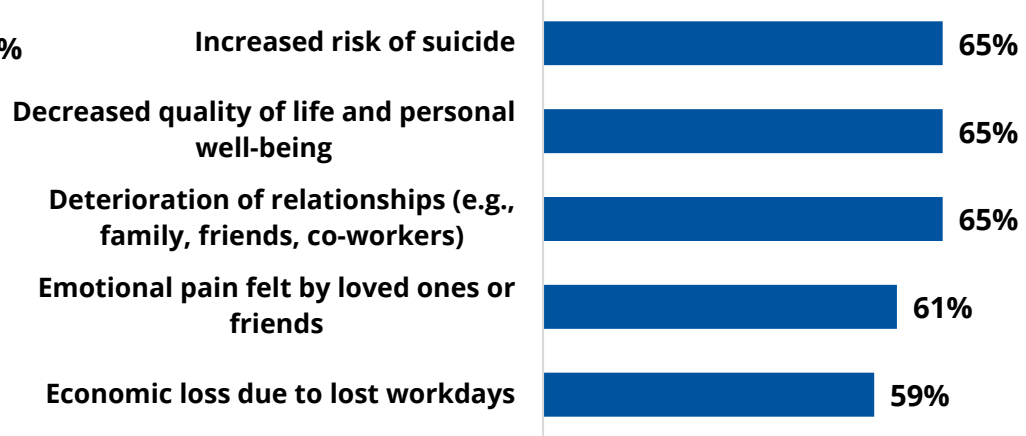 %
Increased risk of suicide
65%
Decreased quality of life and personal
well-being
65%
Deterioration of relationships (e.g.,
family, friends, co-workers)
65%
Emotional pain felt by loved ones or
friends
61%
Economic loss due to lost workdays
59%